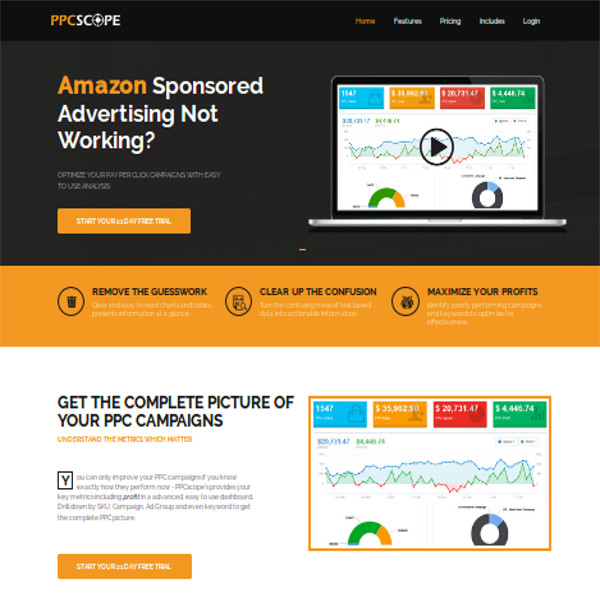 PPCSCOPE
Home Features Pricing Includes Login
Amazon Sponsored
Advertising Not
Working?
OPTIMIZE YOUR PAY PER CLICK CAMPAIGNS WITH EASY
TO USE ANALYSIS
START YOUR 21 DAY FREE TRIAL
1547 $ 35,962.90 $ 20,731.47 $ 4,446.74
$20,731.47 $4,446.74
REMOVE THE GUESSWORK
Clear and easy to read charts and tables
present information at a glance
CLEAR UP THE CONFUSION
Turn the confusing mess of text based
data into actionable information
MAXIMIZE YOUR PROFITS
Identify poorly performing campaigns
and keywords to optimize for
effectiveness
GET THE COMPLETE PICTURE OF
YOUR PPC CAMPAIGNS
UNDERSTAND THE METRICS WHICH MATTER
You can only improve your PPC campaigns if you know
exactly how they perform now - PPCscope's provides your
key metrics including profit in a advanced, easy to use dashboard.
Drill down by SKU, Campaign, Ad Group and even keyword to get
the complete PPC picture.
START YOUR 21 DAY FREE TRIAL
1547 $ 35,962.90 $ 20,731.47 $ 4,446.74
$20,731.47 $4,446.74